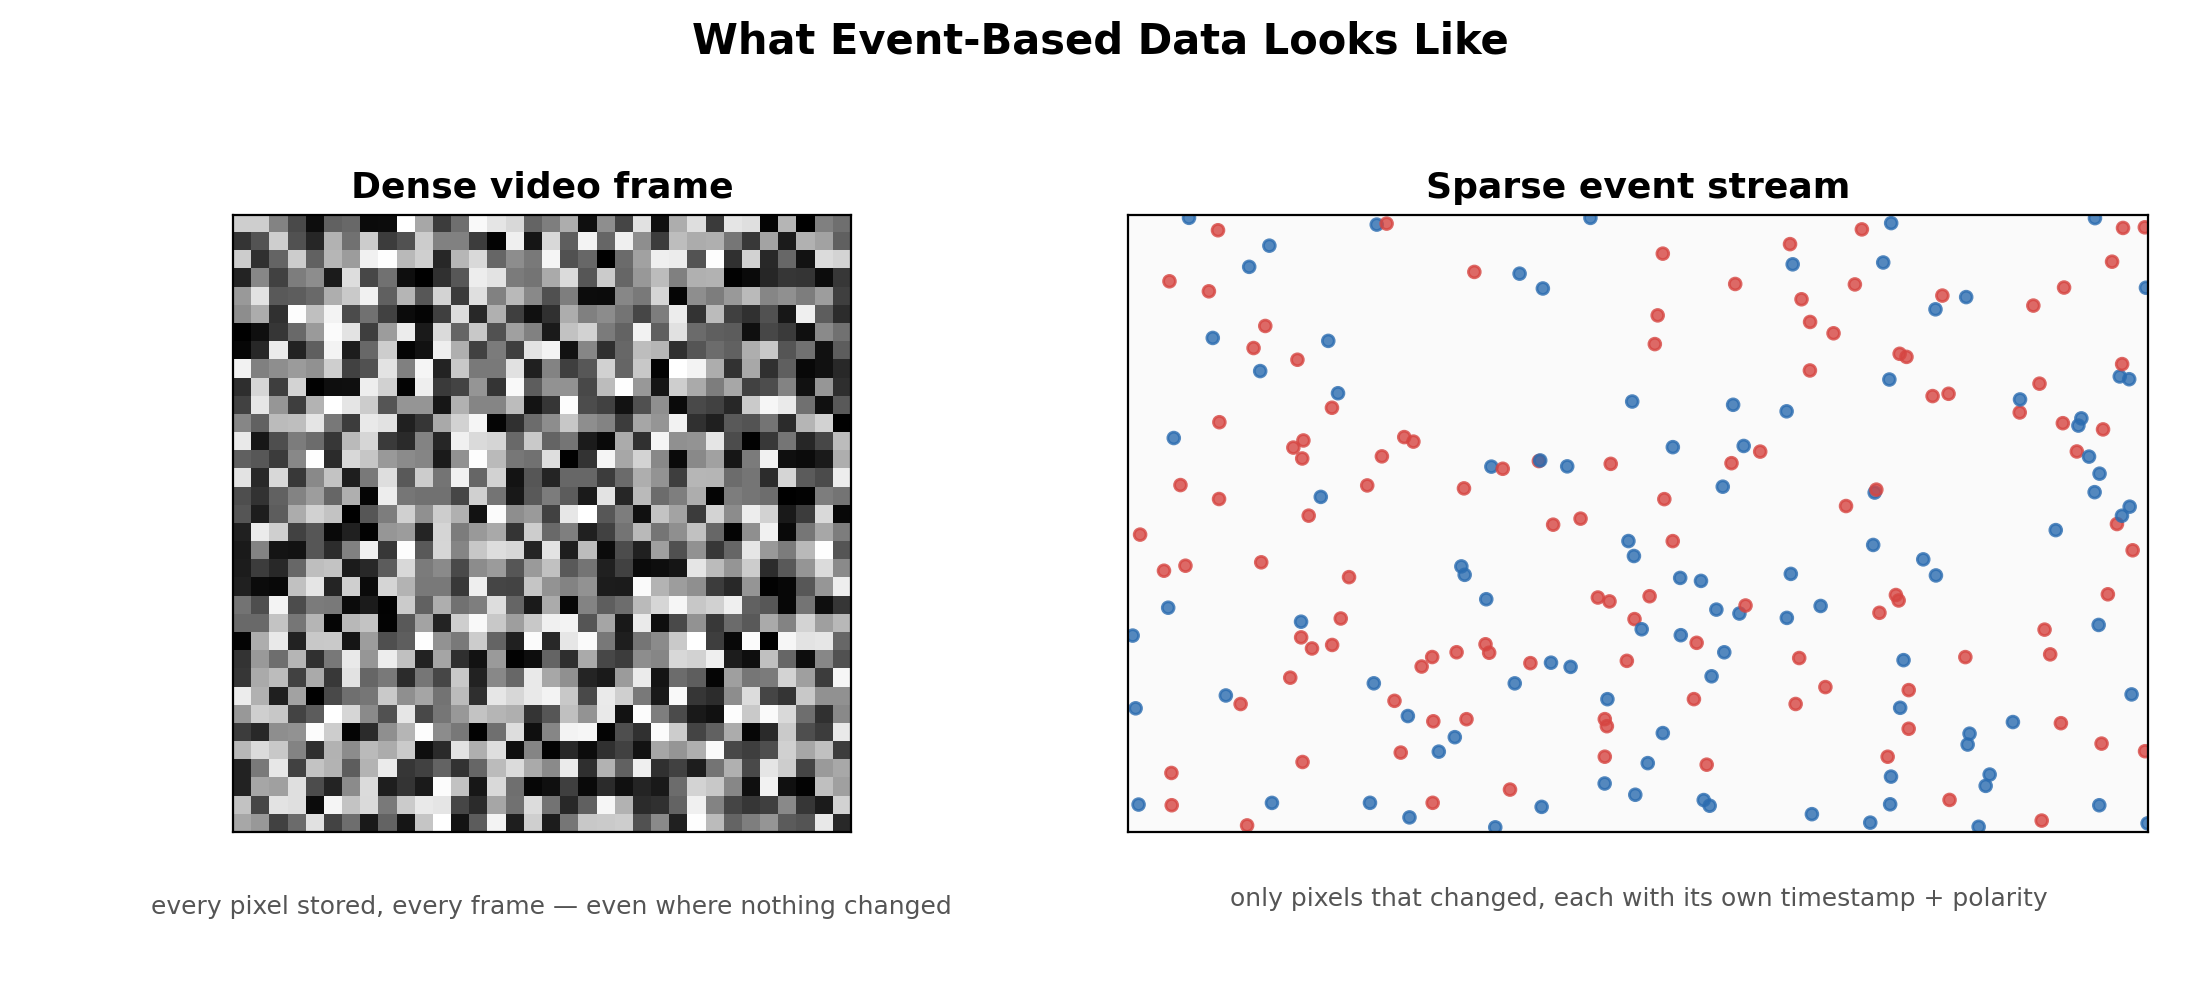 What Event-Based Data Looks Like
Dense video frame
Sparse event stream
every pixel stored, every frame — even where nothing changed
only pixels that changed, each with its own timestamp + polarity